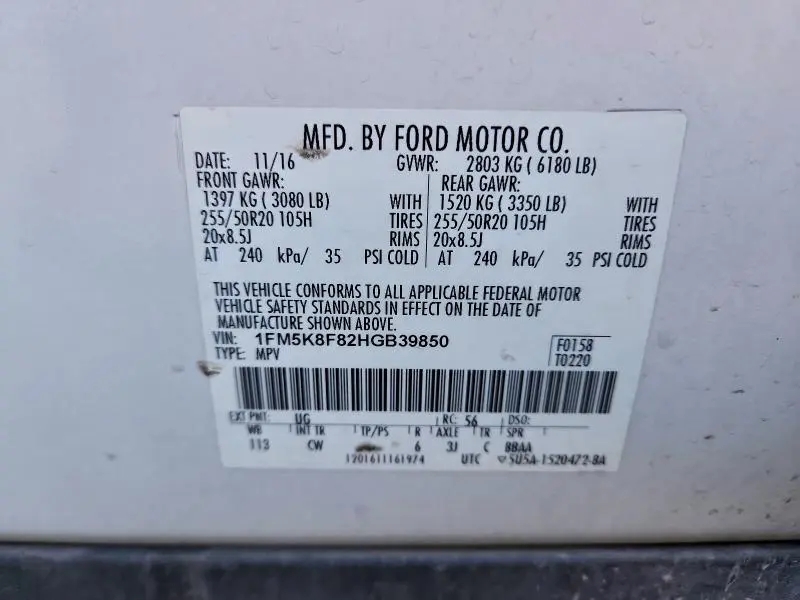 MFD. BY FORD MOTOR CO.
DATE: 11/16 GVWR: 2803 KG ( 6180 LB)
FRONT GAWR: REAR GAWR:
1397 KG ( 3080 LB) WITH 1520 KG ( 3350 LB) WITH
255/50R20 105H TIRES 255/50R20 105H TIRES
20x8.5J RIMS 20x8.5J RIMS
AT 240 kPa/ 35 PSI COLD AT 240 kPa/ 35 PSI COLD
THIS VEHICLE CONFORMS TO ALL APPLICABLE FEDERAL MOTOR
VEHICLE SAFETY STANDARDS IN EFFECT ON THE DATE OF
MANUFACTURE SHOWN ABOVE.
VIN: 1FM5K8F82HGB39850 F0158
TYPE: MPV T0220
EXT PNT: UG RC: 56 DSO:
WB INT TR TP/PS R AXLE TR SPR
113 CW 6 3J C BBAA
1201611161974 UTC 5U5A-1520472-BA